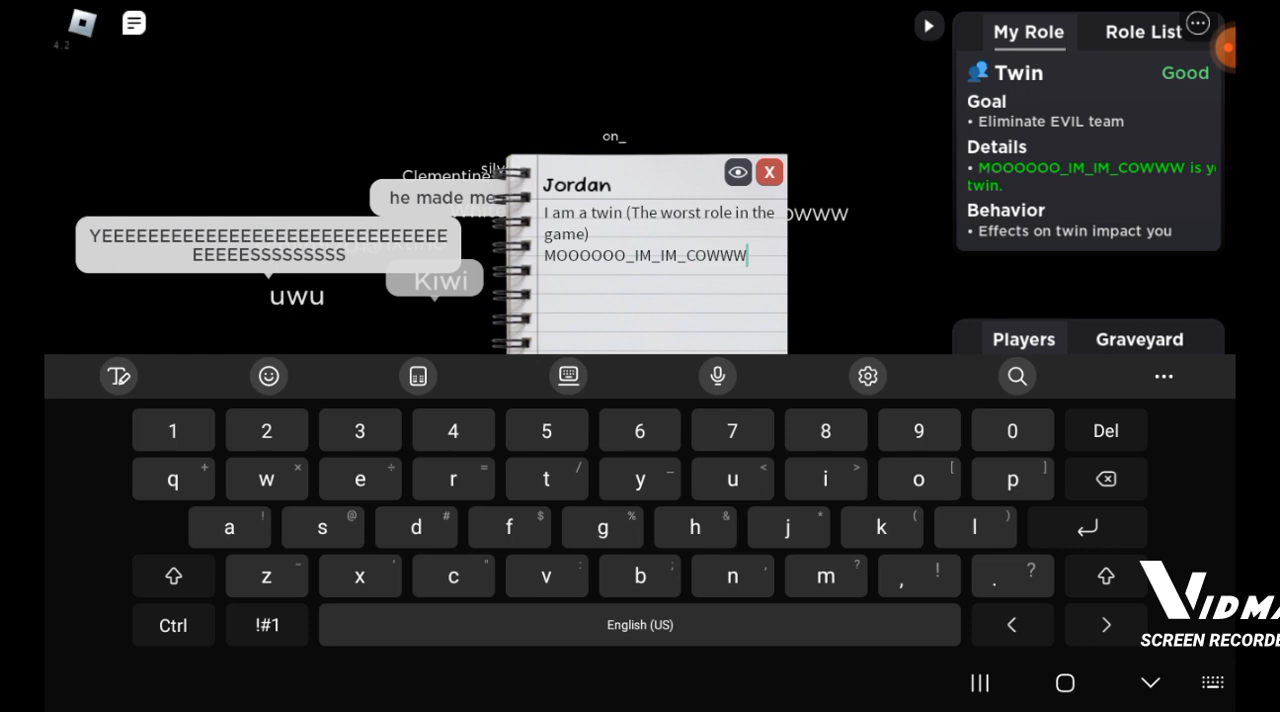 4.2
My Role
Role List
Twin
Good
Goal
• Eliminate EVIL team
Details
• MOOOOOO_IM_IM_COWWW is
twin.
Behavior
• Effects on twin impact you
Players
Graveyard
on_
Clementine
he made me
YEEEEEEEEEEEEEEEEEEEEEEEEEEEEE
EEEEESSSSSSSSS
uwu
Kiwi
X
Jordan
I am a twin (The worst role in the
game)
MOOOOOO_IM_IM_COWWW
1 2 3 4 5 6 7 8 9 0 Del
q w e r t y u i o p
a s d f g h j k l
z x c v b n m , ! . ?
Ctrl !#1 English (US) < >
VIDMA
SCREEN RECORDE